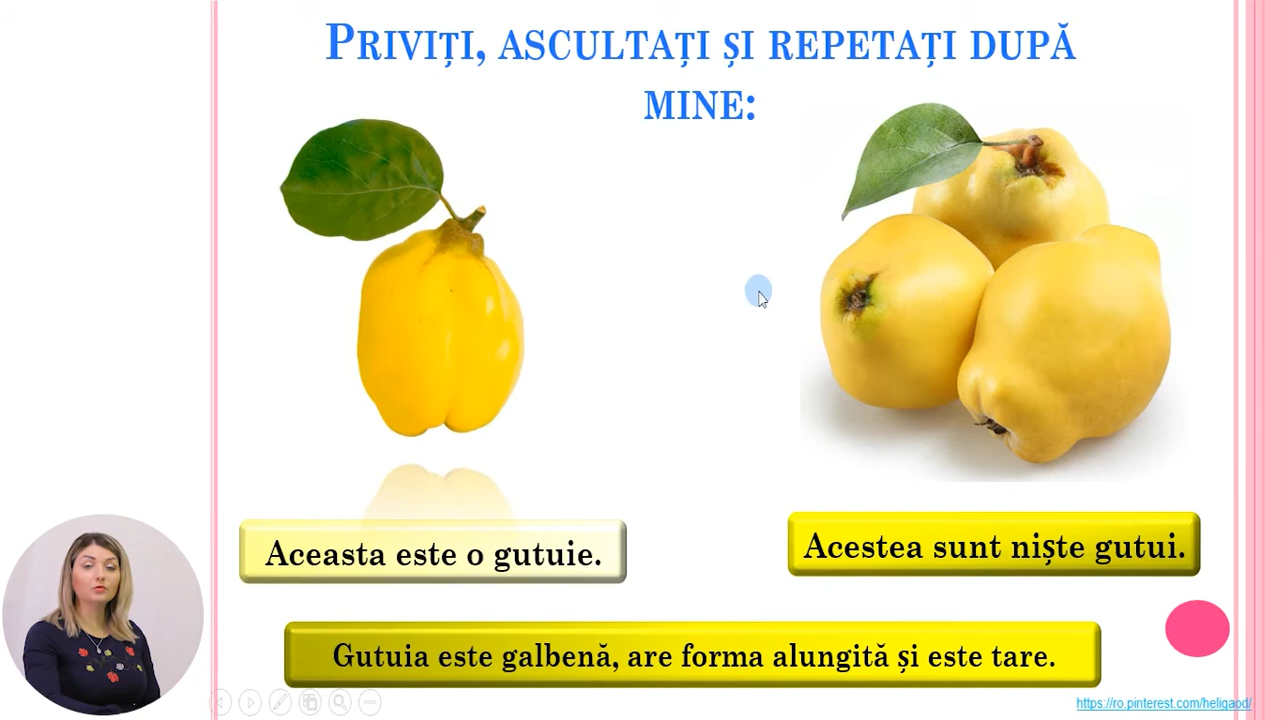 PRIVIȚI, ASCULTAȚI ȘI REPETAȚI DUPĂ
MINE:
Aceasta este o gutuie.
Acestea sunt niște gutui.
Gutuia este galbenă, are forma alungită și este tare.
https://ro.pinterest.com/heligaod/